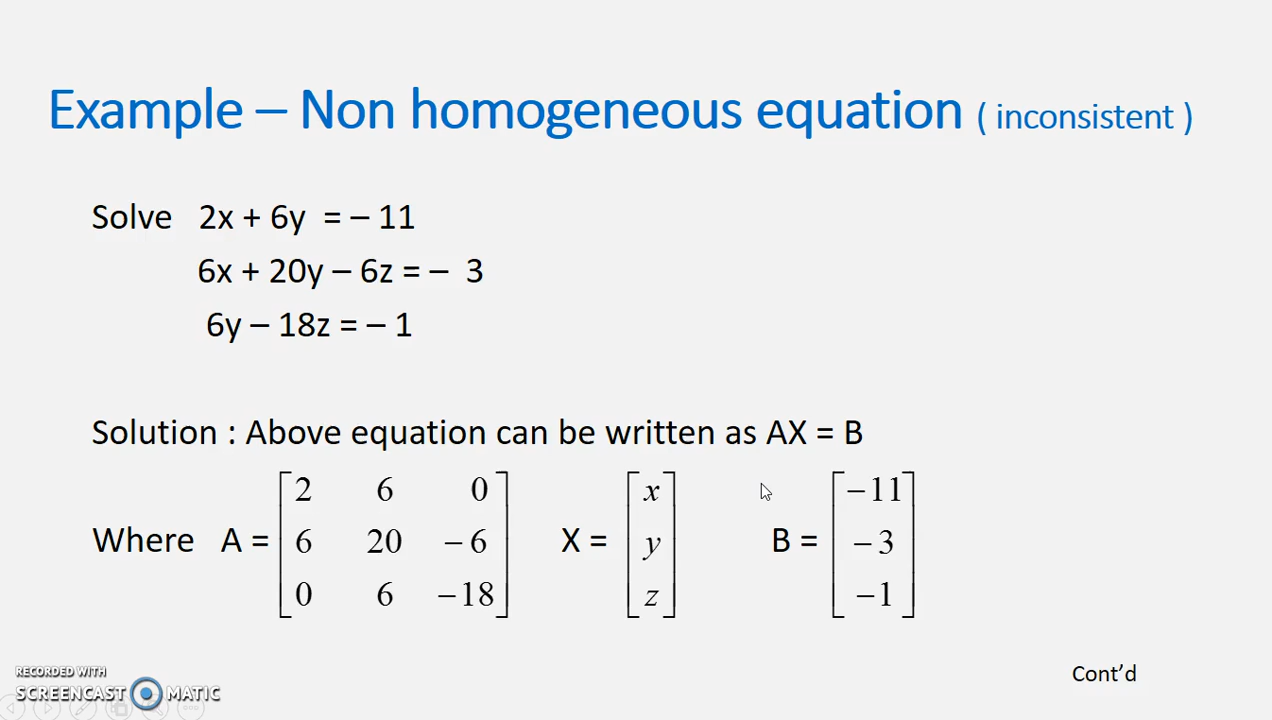 Example – Non homogeneous equation ( inconsistent )
Solve 2x + 6y = – 11
6x + 20y – 6z = – 3
6y – 18z = – 1
Solution : Above equation can be written as AX = B
Where A = [2 6 0
6 20 –6
0 6 –18]
X = [x
y
z]
B = [–11
–3
–1]
Cont’d
RECORDED WITH
SCREENCAST MATIC